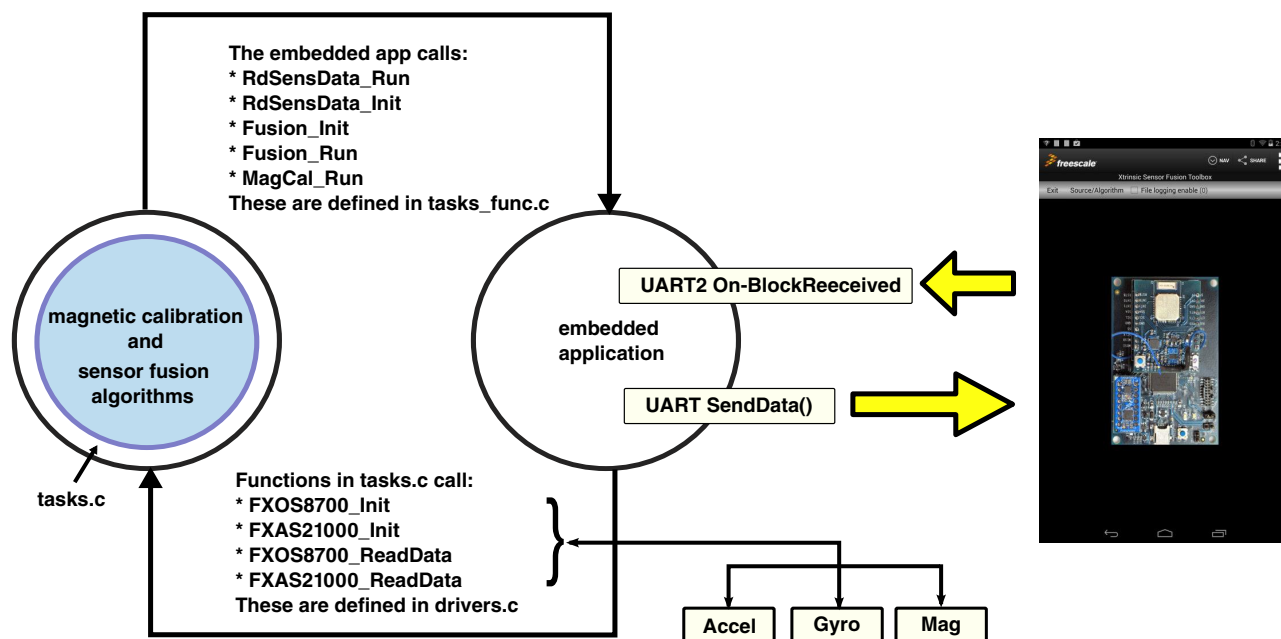 The embedded app calls:
* RdSensData_Run
* RdSensData_Init
* Fusion_Init
* Fusion_Run
* MagCal_Run
These are defined in tasks_func.c
magnetic calibration
and
sensor fusion
algorithms
tasks.c
embedded
application
UART2 On-BlockReeceived
UART SendData()
Functions in tasks.c call:
* FXOS8700_Init
* FXAS21000_Init
* FXOS8700_ReadData
* FXAS21000_ReadData
These are defined in drivers.c
}
Accel
Gyro
Mag
freescale
NAV
SHARE
Xtrinsic Sensor Fusion Toolbox
Exit Source/Algorithm File logging enable (0)